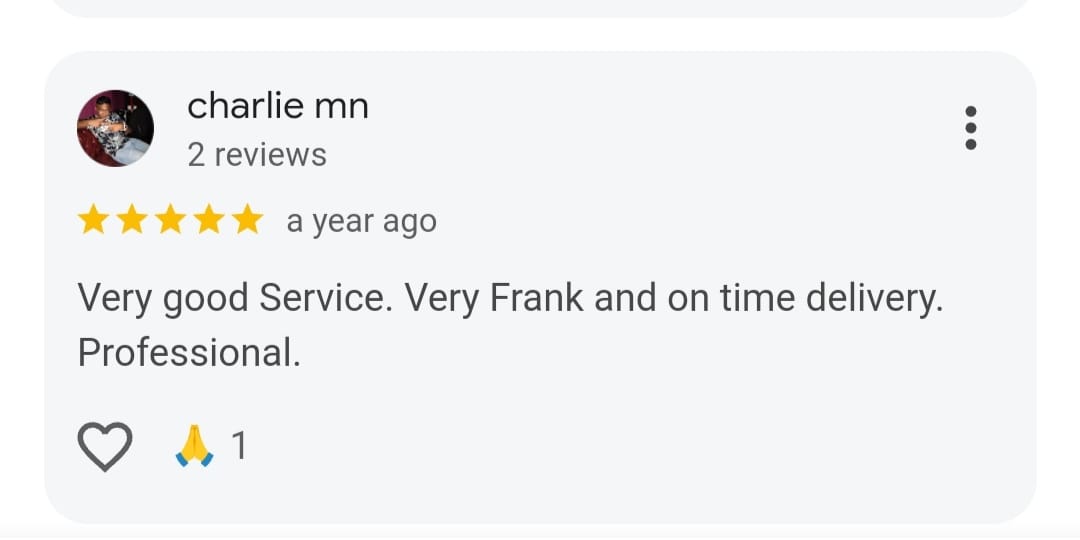 charlie mn
2 reviews
a year ago
Very good Service. Very Frank and on time delivery.
Professional.
1